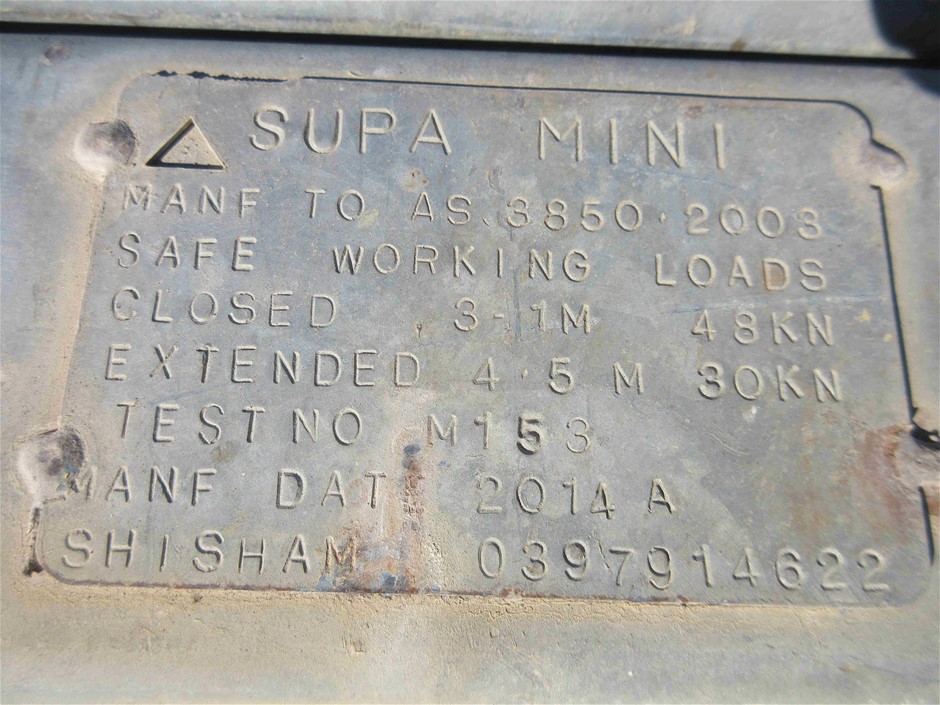 SUPA MINI
MANF TO AS.3850.2003
SAFE WORKING LOADS
CLOSED 3-1M 48KN
EXTENDED 4.5 M 30KN
TEST NO M153
MANF DAT 2014 A
SHISHAM 0397914622